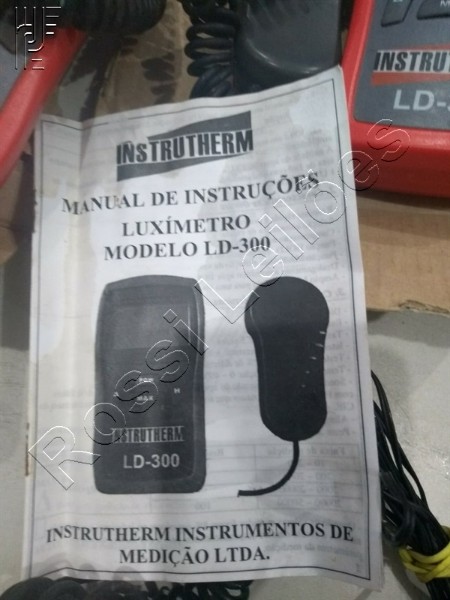 INSTRUTHERM
LD-
INSTRUTHERM
MANUAL DE INSTRUÇÕES
LUXÍMETRO
MODELO LD-300
MAX
INSTRUTHERM
LD-300
INSTRUTHERM INSTRUMENTOS DE
MEDIÇÃO LTDA.
Rossi Leilões